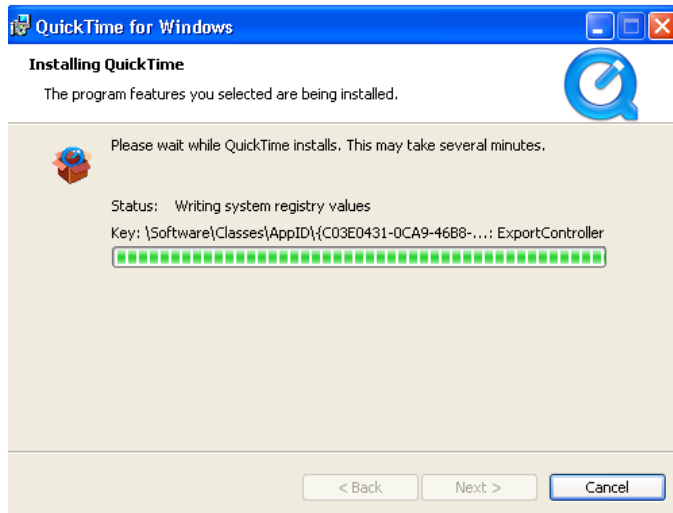 QuickTime for Windows
Installing QuickTime
The program features you selected are being installed.
Please wait while QuickTime installs. This may take several minutes.
Status: Writing system registry values
Key: \Software\Classes\AppID\{C03E0431-0CA9-46B8-...: ExportController
< Back Next > Cancel